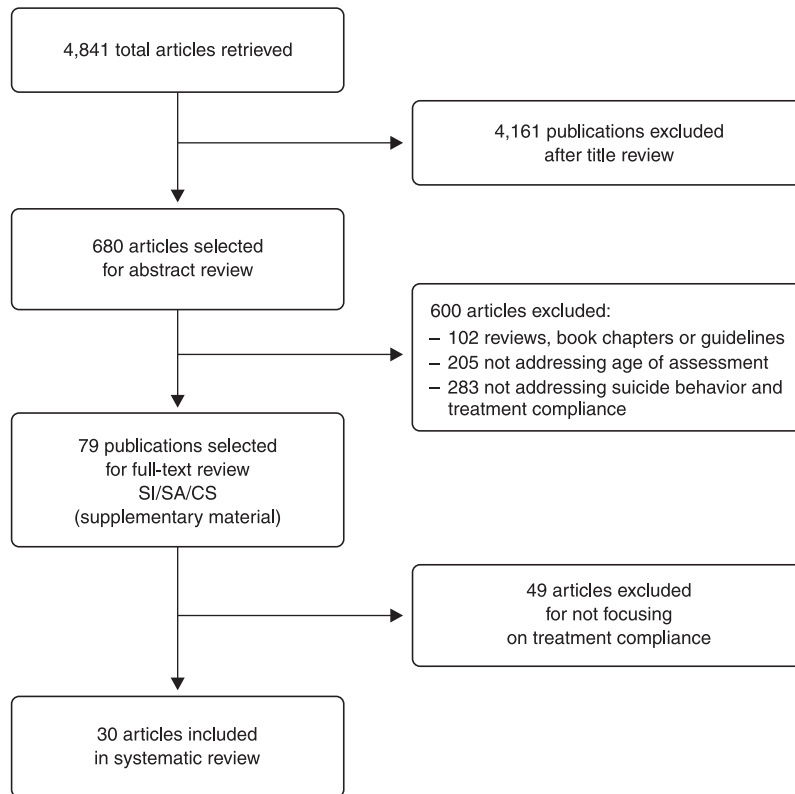 4,841 total articles retrieved
4,161 publications excluded
after title review
680 articles selected
for abstract review
600 articles excluded:
– 102 reviews, book chapters or guidelines
– 205 not addressing age of assessment
– 283 not addressing suicide behavior and
treatment compliance
79 publications selected
for full-text review
SI/SA/CS
(supplementary material)
49 articles excluded
for not focusing
on treatment compliance
30 articles included
in systematic review